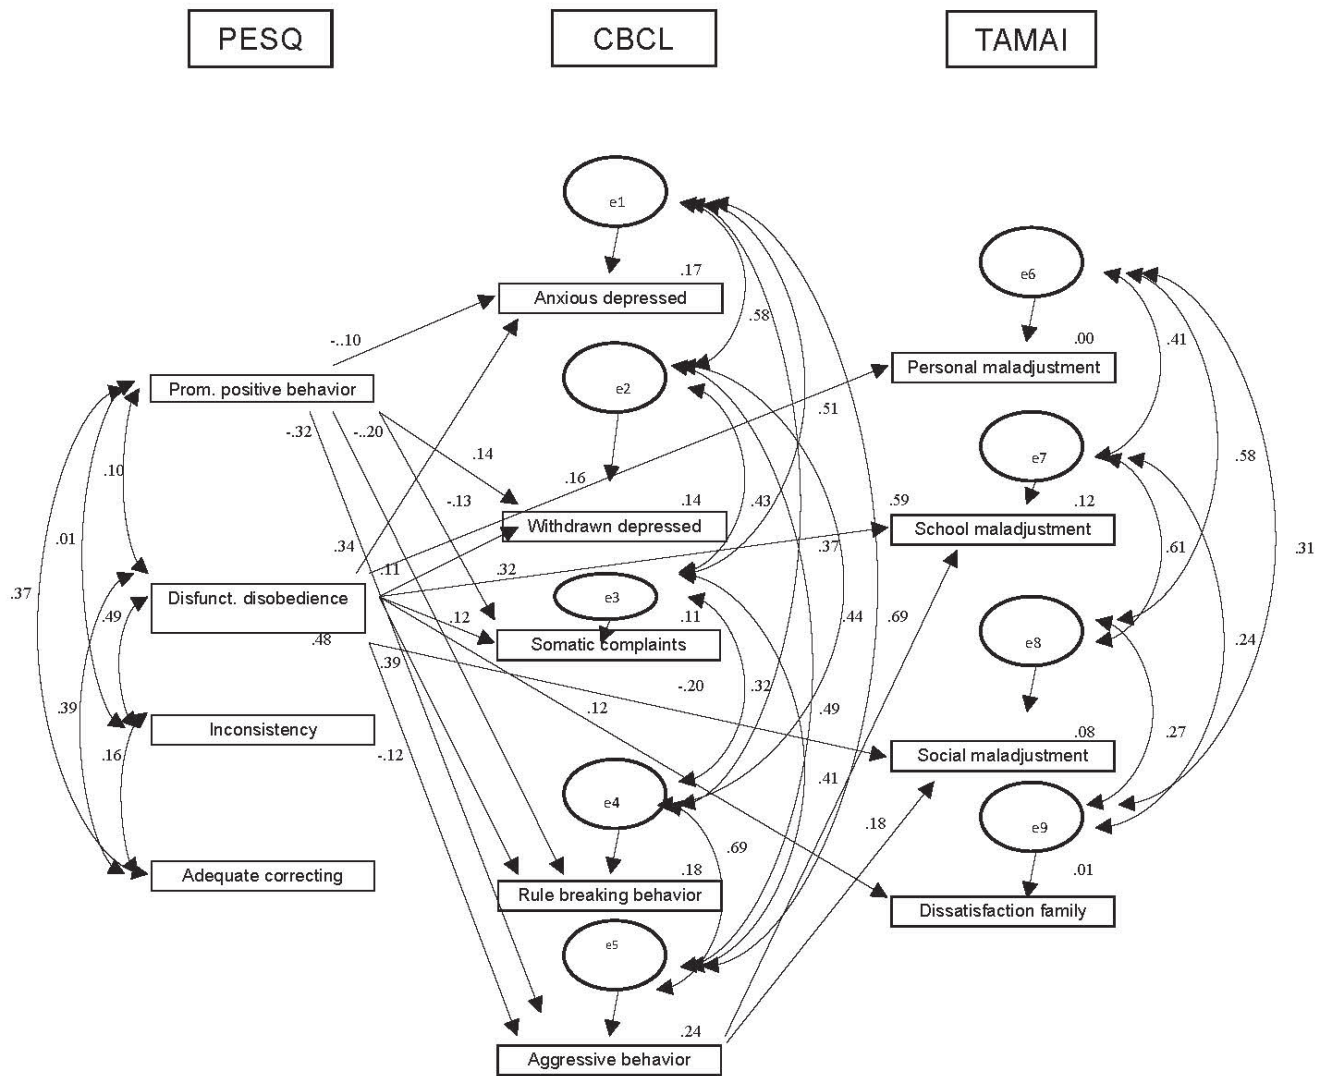 PESQ
CBCL
TAMAI
e1
.17
Anxious depressed
e6
.00
Personal maladjustment
.58
.41
-..10
Prom. positive behavior
e2
-.32
-..20
.14
.51
.10
.16
e7
.58
-.13
.14
.43
.59
.12
Withdrawn depressed
School maladjustment
.01
.34
.11
.32
.37
.61
.31
.37
Disfunct. disobedience
e3
.49
.12
.11
.44
.69
.48
Somatic complaints
e8
.24
.39
-.20
.32
.39
.12
.49
Inconsistency
.08
.27
.16
-.12
Social maladjustment
.41
e4
e9
.18
.69
Adequate correcting
.18
.01
Rule breaking behavior
Dissatisfaction family
e5
.24
Aggressive behavior